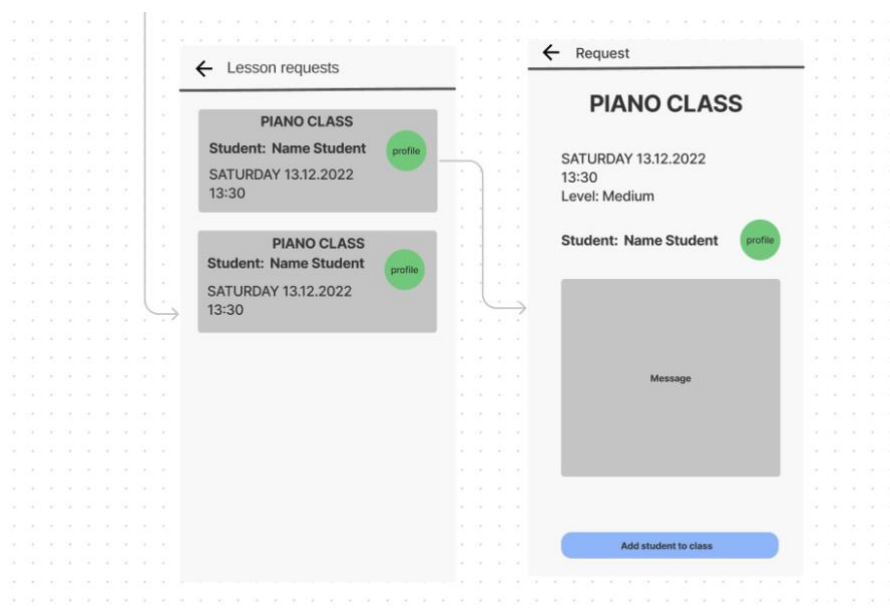 Lesson requests
PIANO CLASS
Student: Name Student
profile
SATURDAY 13.12.2022
13:30
PIANO CLASS
Student: Name Student
profile
SATURDAY 13.12.2022
13:30
Request
PIANO CLASS
SATURDAY 13.12.2022
13:30
Level: Medium
Student: Name Student
profile
Message
Add student to class